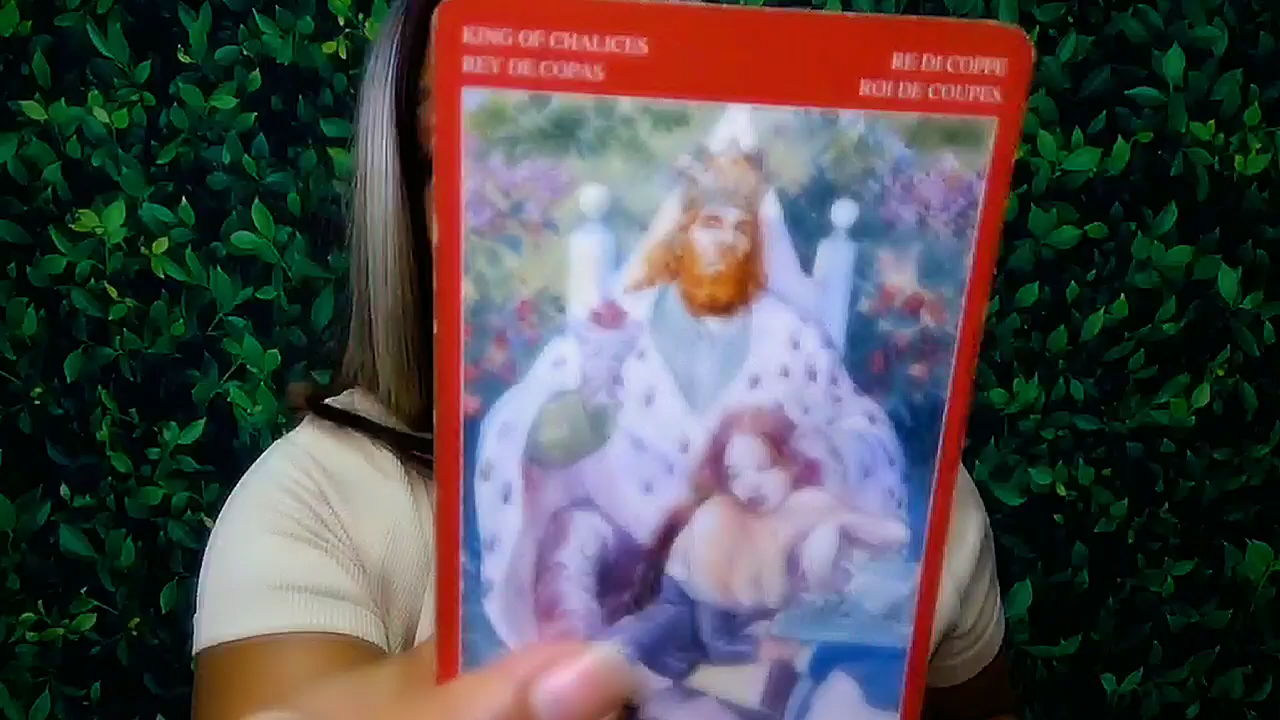 KING OF CHALICES
REY DE COPAS
RE DI COPPE
ROI DE COUPES